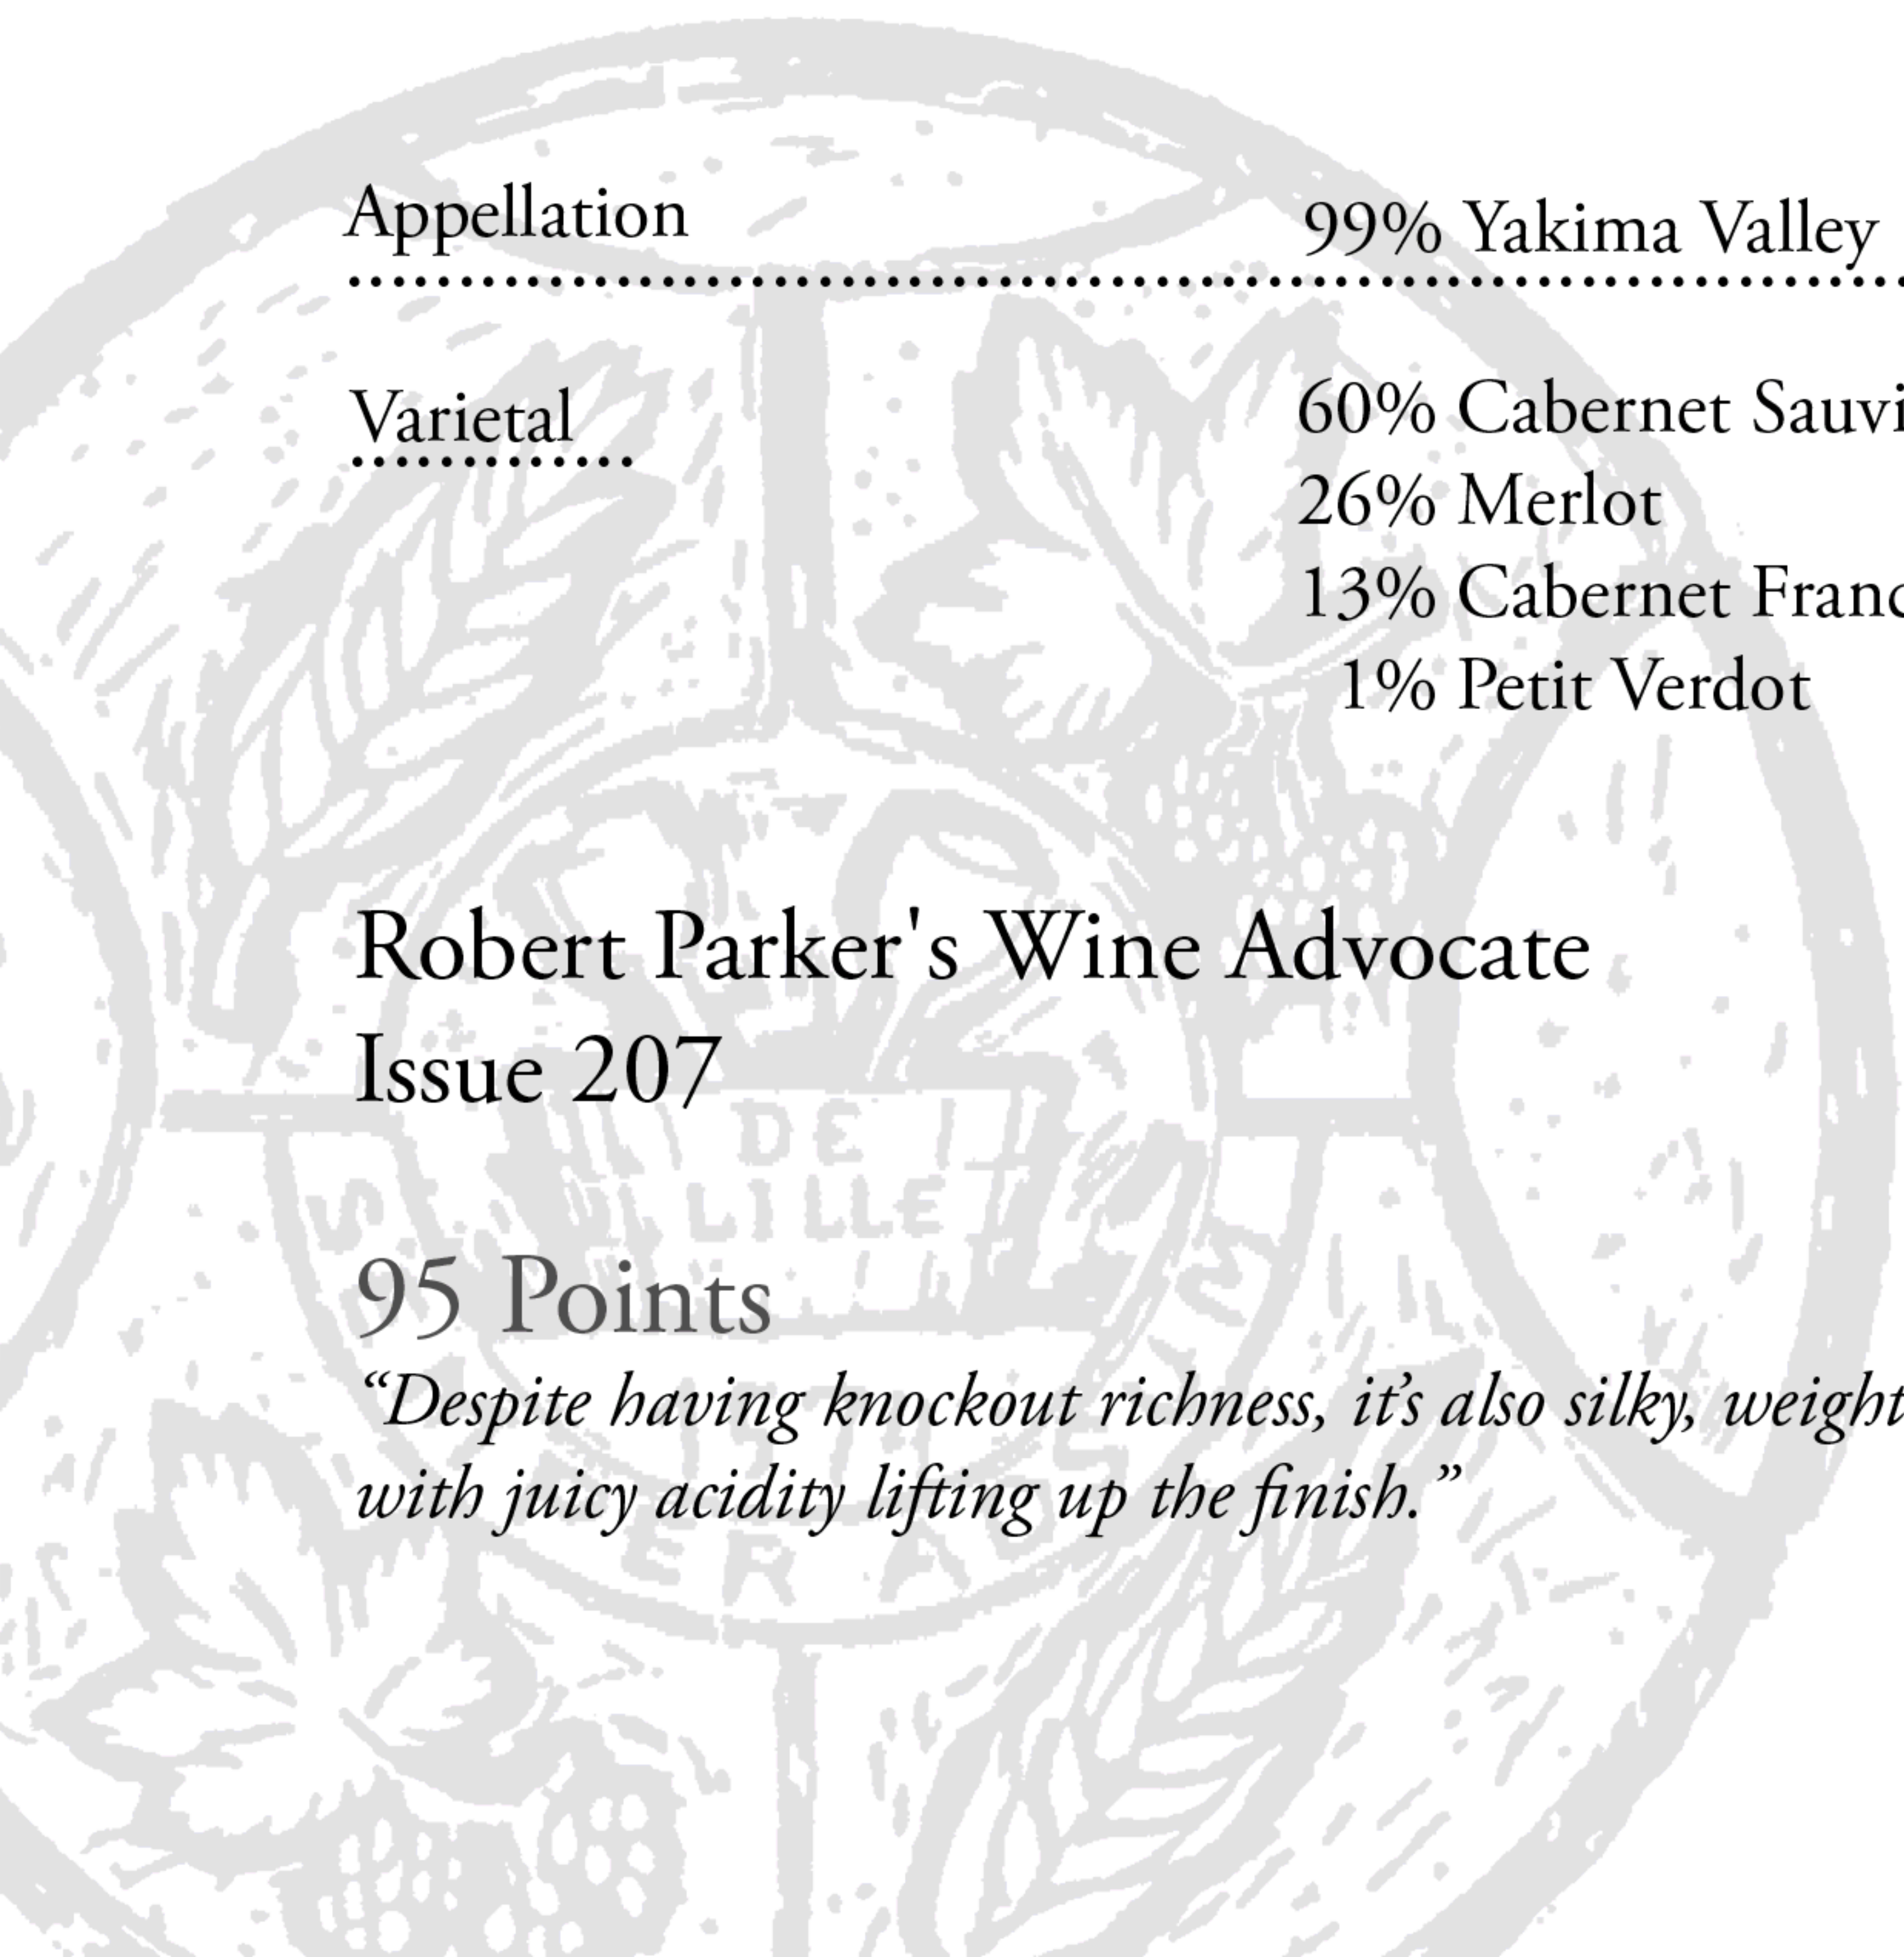 Appellation 99% Yakima Valley
Varietal 60% Cabernet Sauvi
26% Merlot
13% Cabernet Franc
1% Petit Verdot
Robert Parker's Wine Advocate
Issue 207
DE
LILLE
95 Points
“Despite having knockout richness, it’s also silky, weight
with juicy acidity lifting up the finish.”